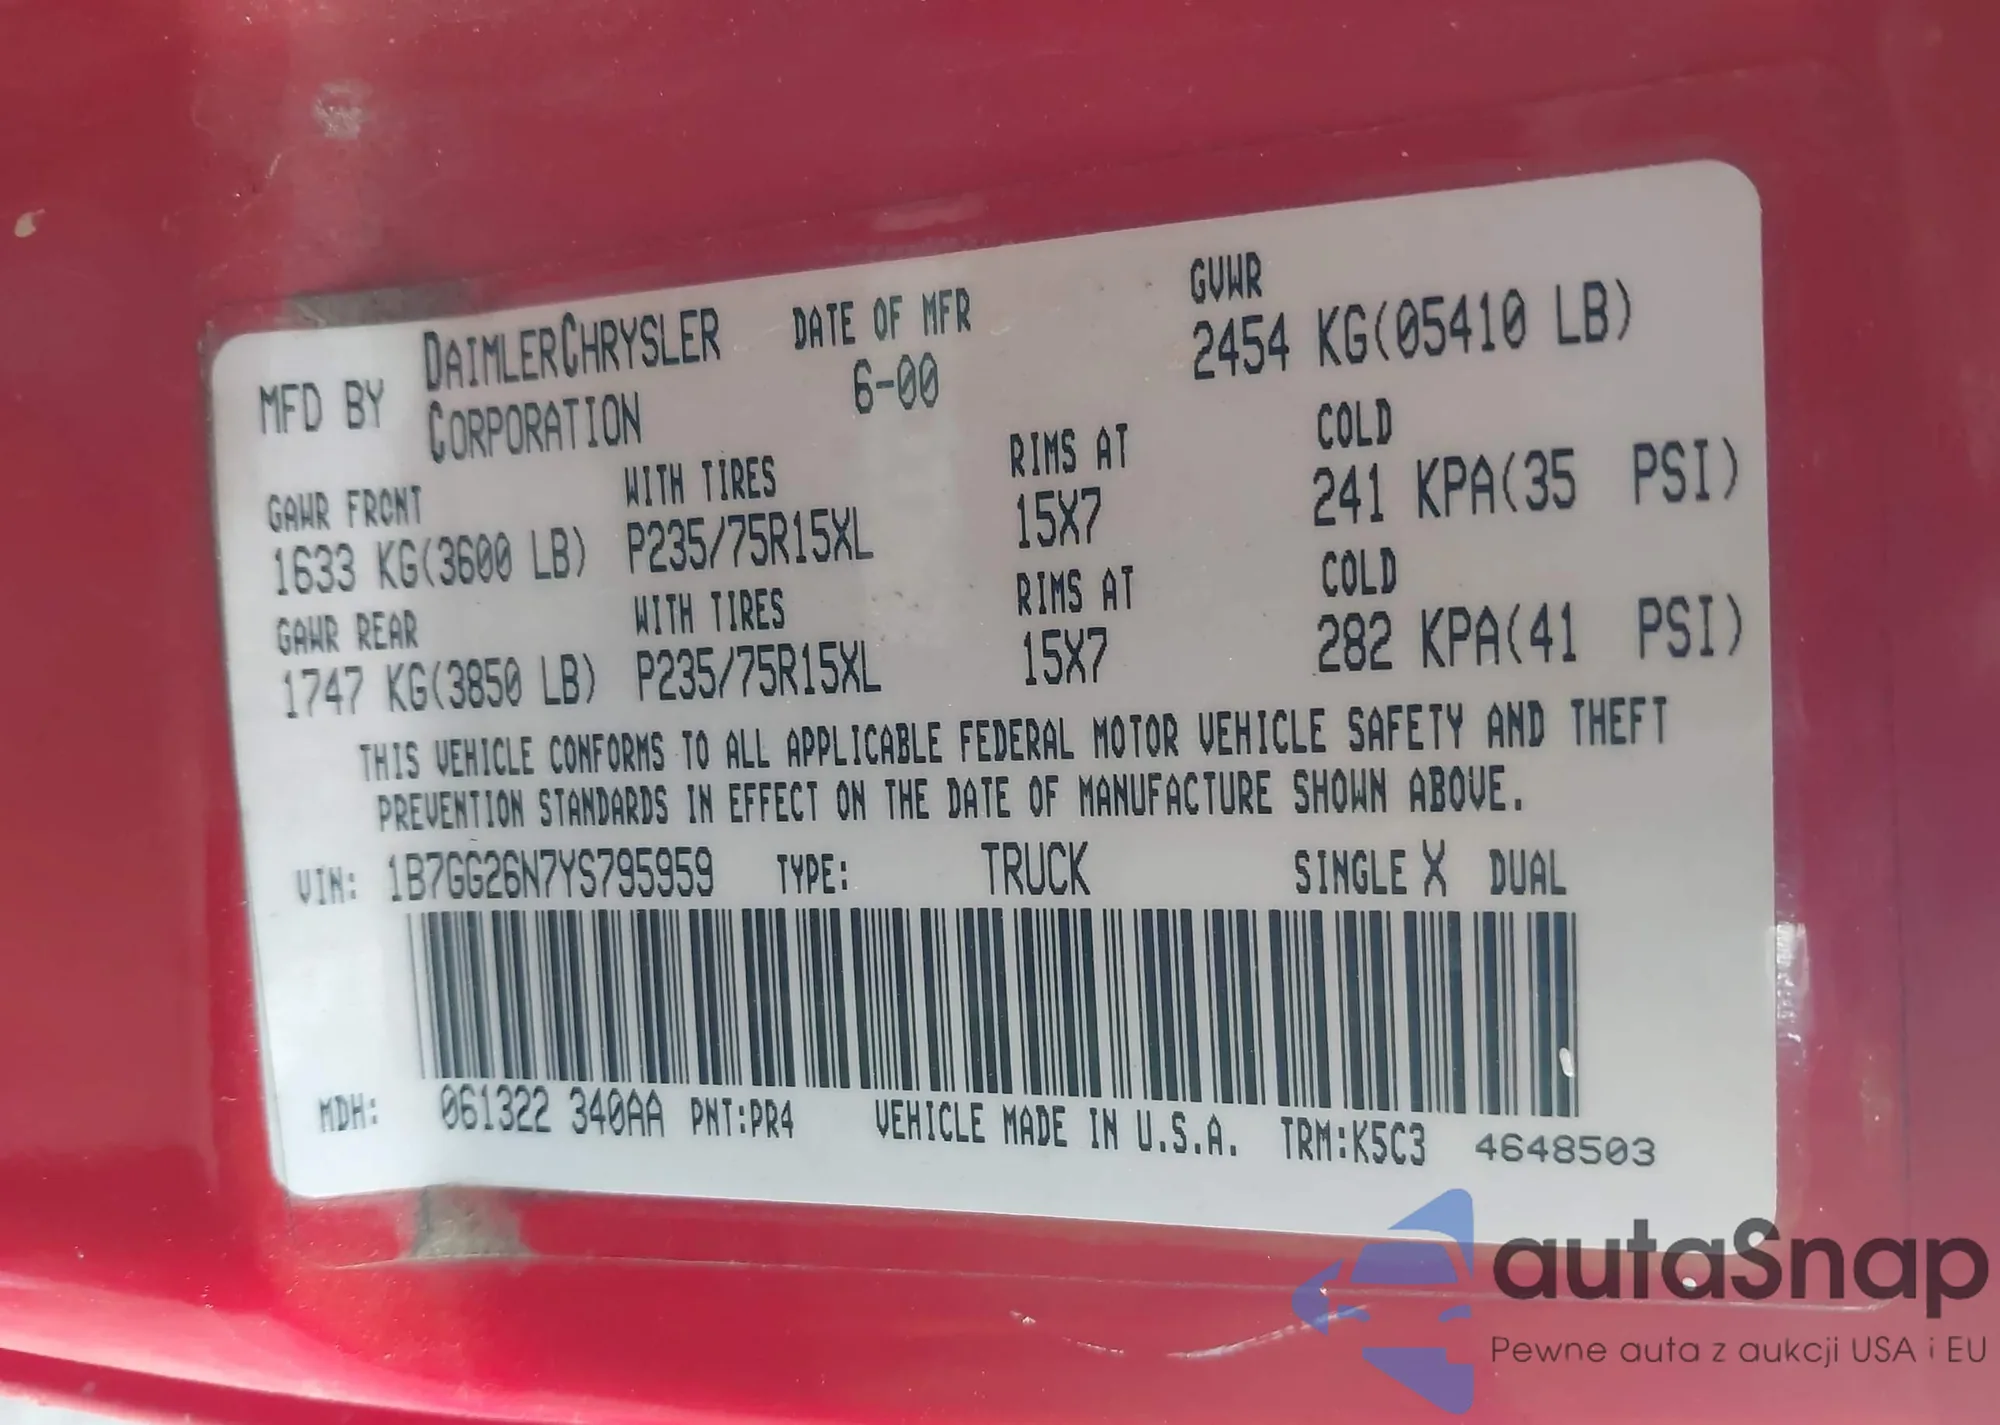 MFD BY DAIMLERCHRYSLER CORPORATION DATE OF MFR 6-00 GVWR 2454 KG(05410 LB)
GAWR FRONT WITH TIRES RIMS AT COLD
1633 KG(3600 LB) P235/75R15XL 15X7 241 KPA(35 PSI)
GAWR REAR WITH TIRES RIMS AT COLD
1747 KG(3850 LB) P235/75R15XL 15X7 282 KPA(41 PSI)
THIS VEHICLE CONFORMS TO ALL APPLICABLE FEDERAL MOTOR VEHICLE SAFETY AND THEFT
PREVENTION STANDARDS IN EFFECT ON THE DATE OF MANUFACTURE SHOWN ABOVE.
VIN: 1B7GG26N7YS795959 TYPE: TRUCK SINGLE X DUAL
MDH: 061322 340AA PNT:PR4 VEHICLE MADE IN U.S.A. TRM:K5C3 4648503
autaSnap
Pewne auta z aukcji USA i EU